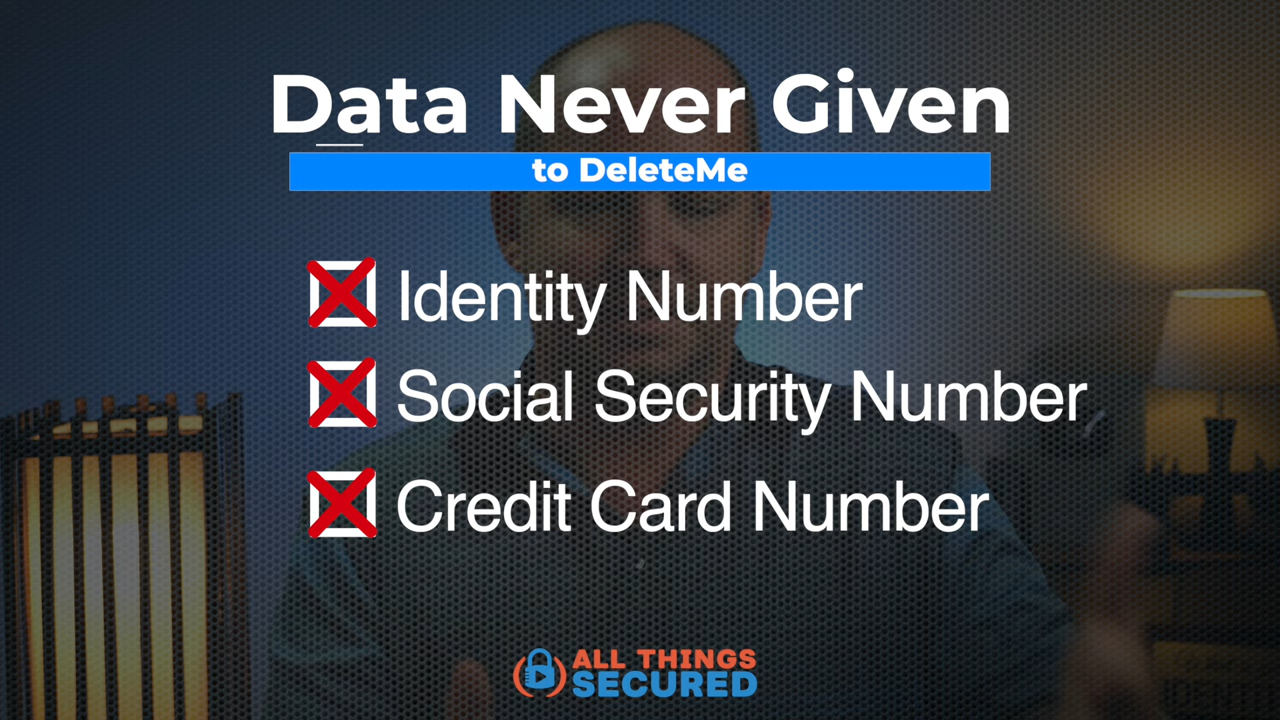 Data Never Given
to DeleteMe
Identity Number
Social Security Number
Credit Card Number
ALL THINGS
SECURED